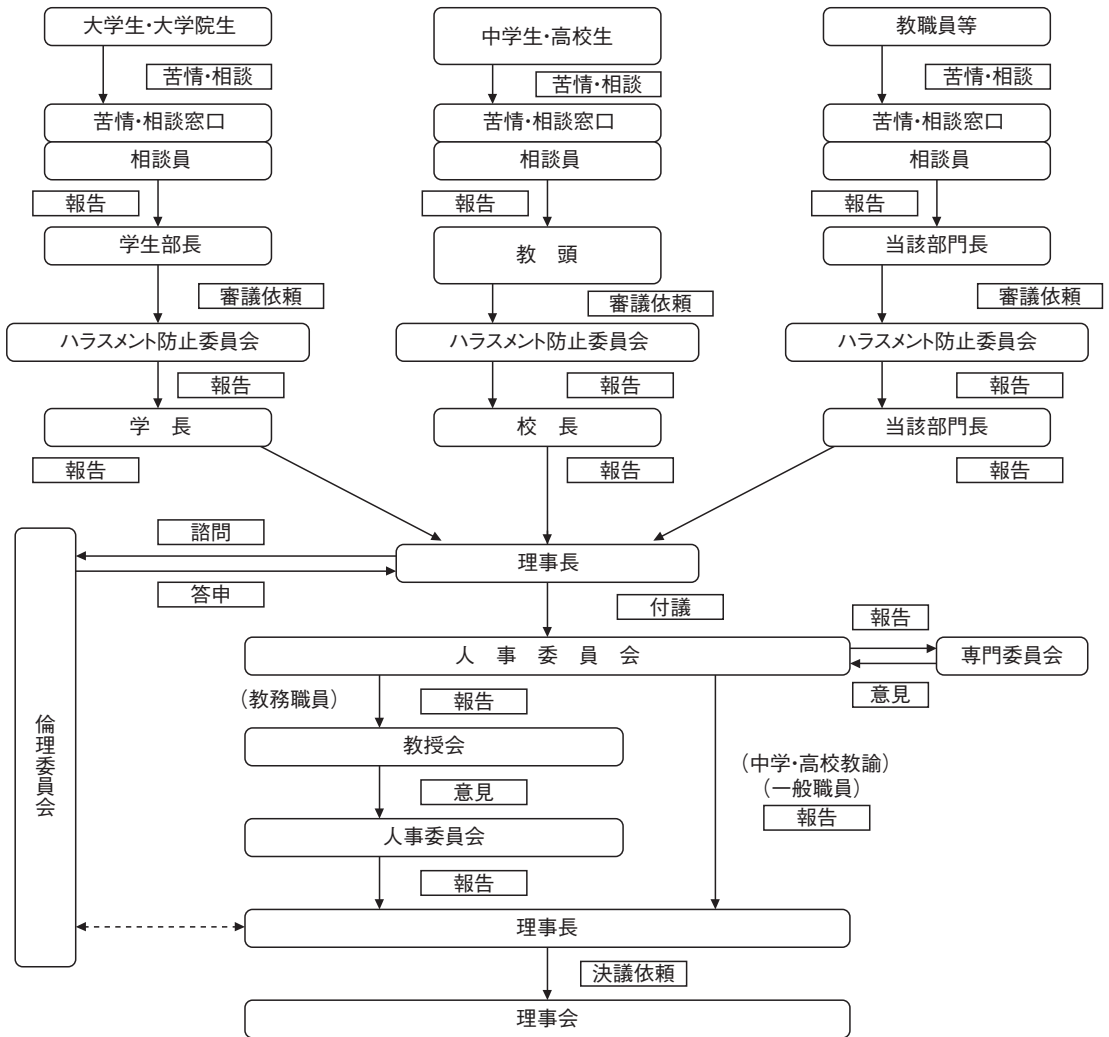 大学生・大学院生
中学生・高校生
教職員等
苦情・相談
苦情・相談
苦情・相談
苦情・相談窓口
苦情・相談窓口
苦情・相談窓口
相談員
相談員
相談員
報告
報告
報告
学生部長
教　頭
当該部門長
審議依頼
審議依頼
審議依頼
ハラスメント防止委員会
ハラスメント防止委員会
ハラスメント防止委員会
報告
報告
報告
学　長
校　長
当該部門長
報告
報告
報告
諮問
理事長
答申
付議
報告
人　事　委　員　会
専門委員会
意見
(教務職員)
報告
倫理委員会
教授会
(中学・高校教諭)
(一般職員)
報告
意見
人事委員会
報告
理事長
決議依頼
理事会